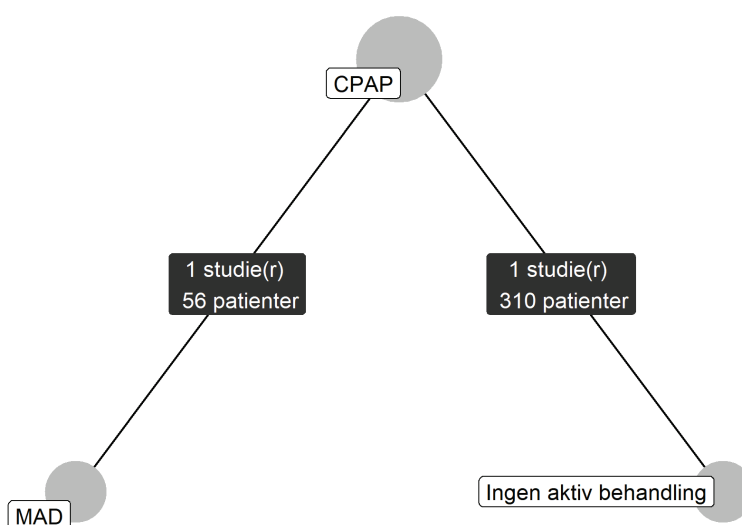 CPAP
1 studie(r)
56 patienter
1 studie(r)
310 patienter
MAD
Ingen aktiv behandling